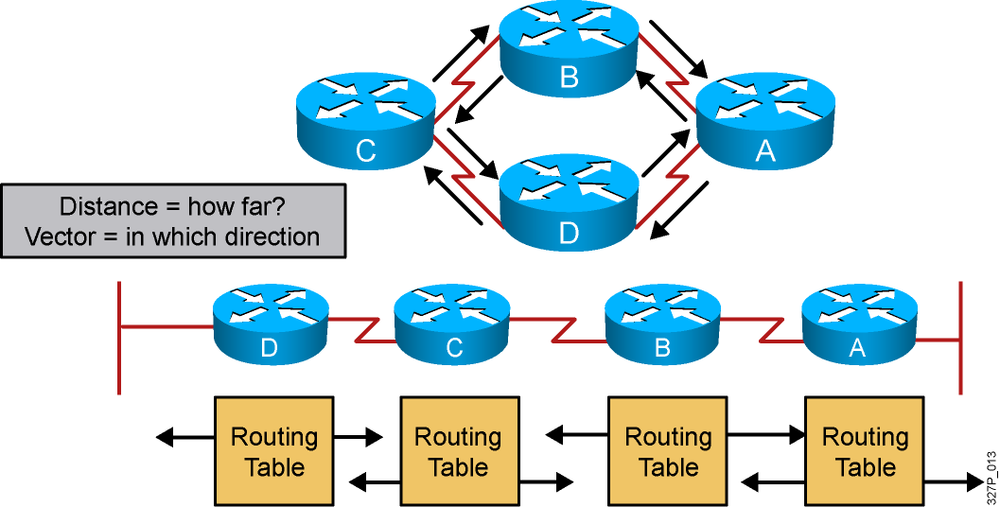 B
C
A
D
Distance = how far?
Vector = in which direction
D
C
B
A
Routing
Table
Routing
Table
Routing
Table
Routing
Table
327P_013